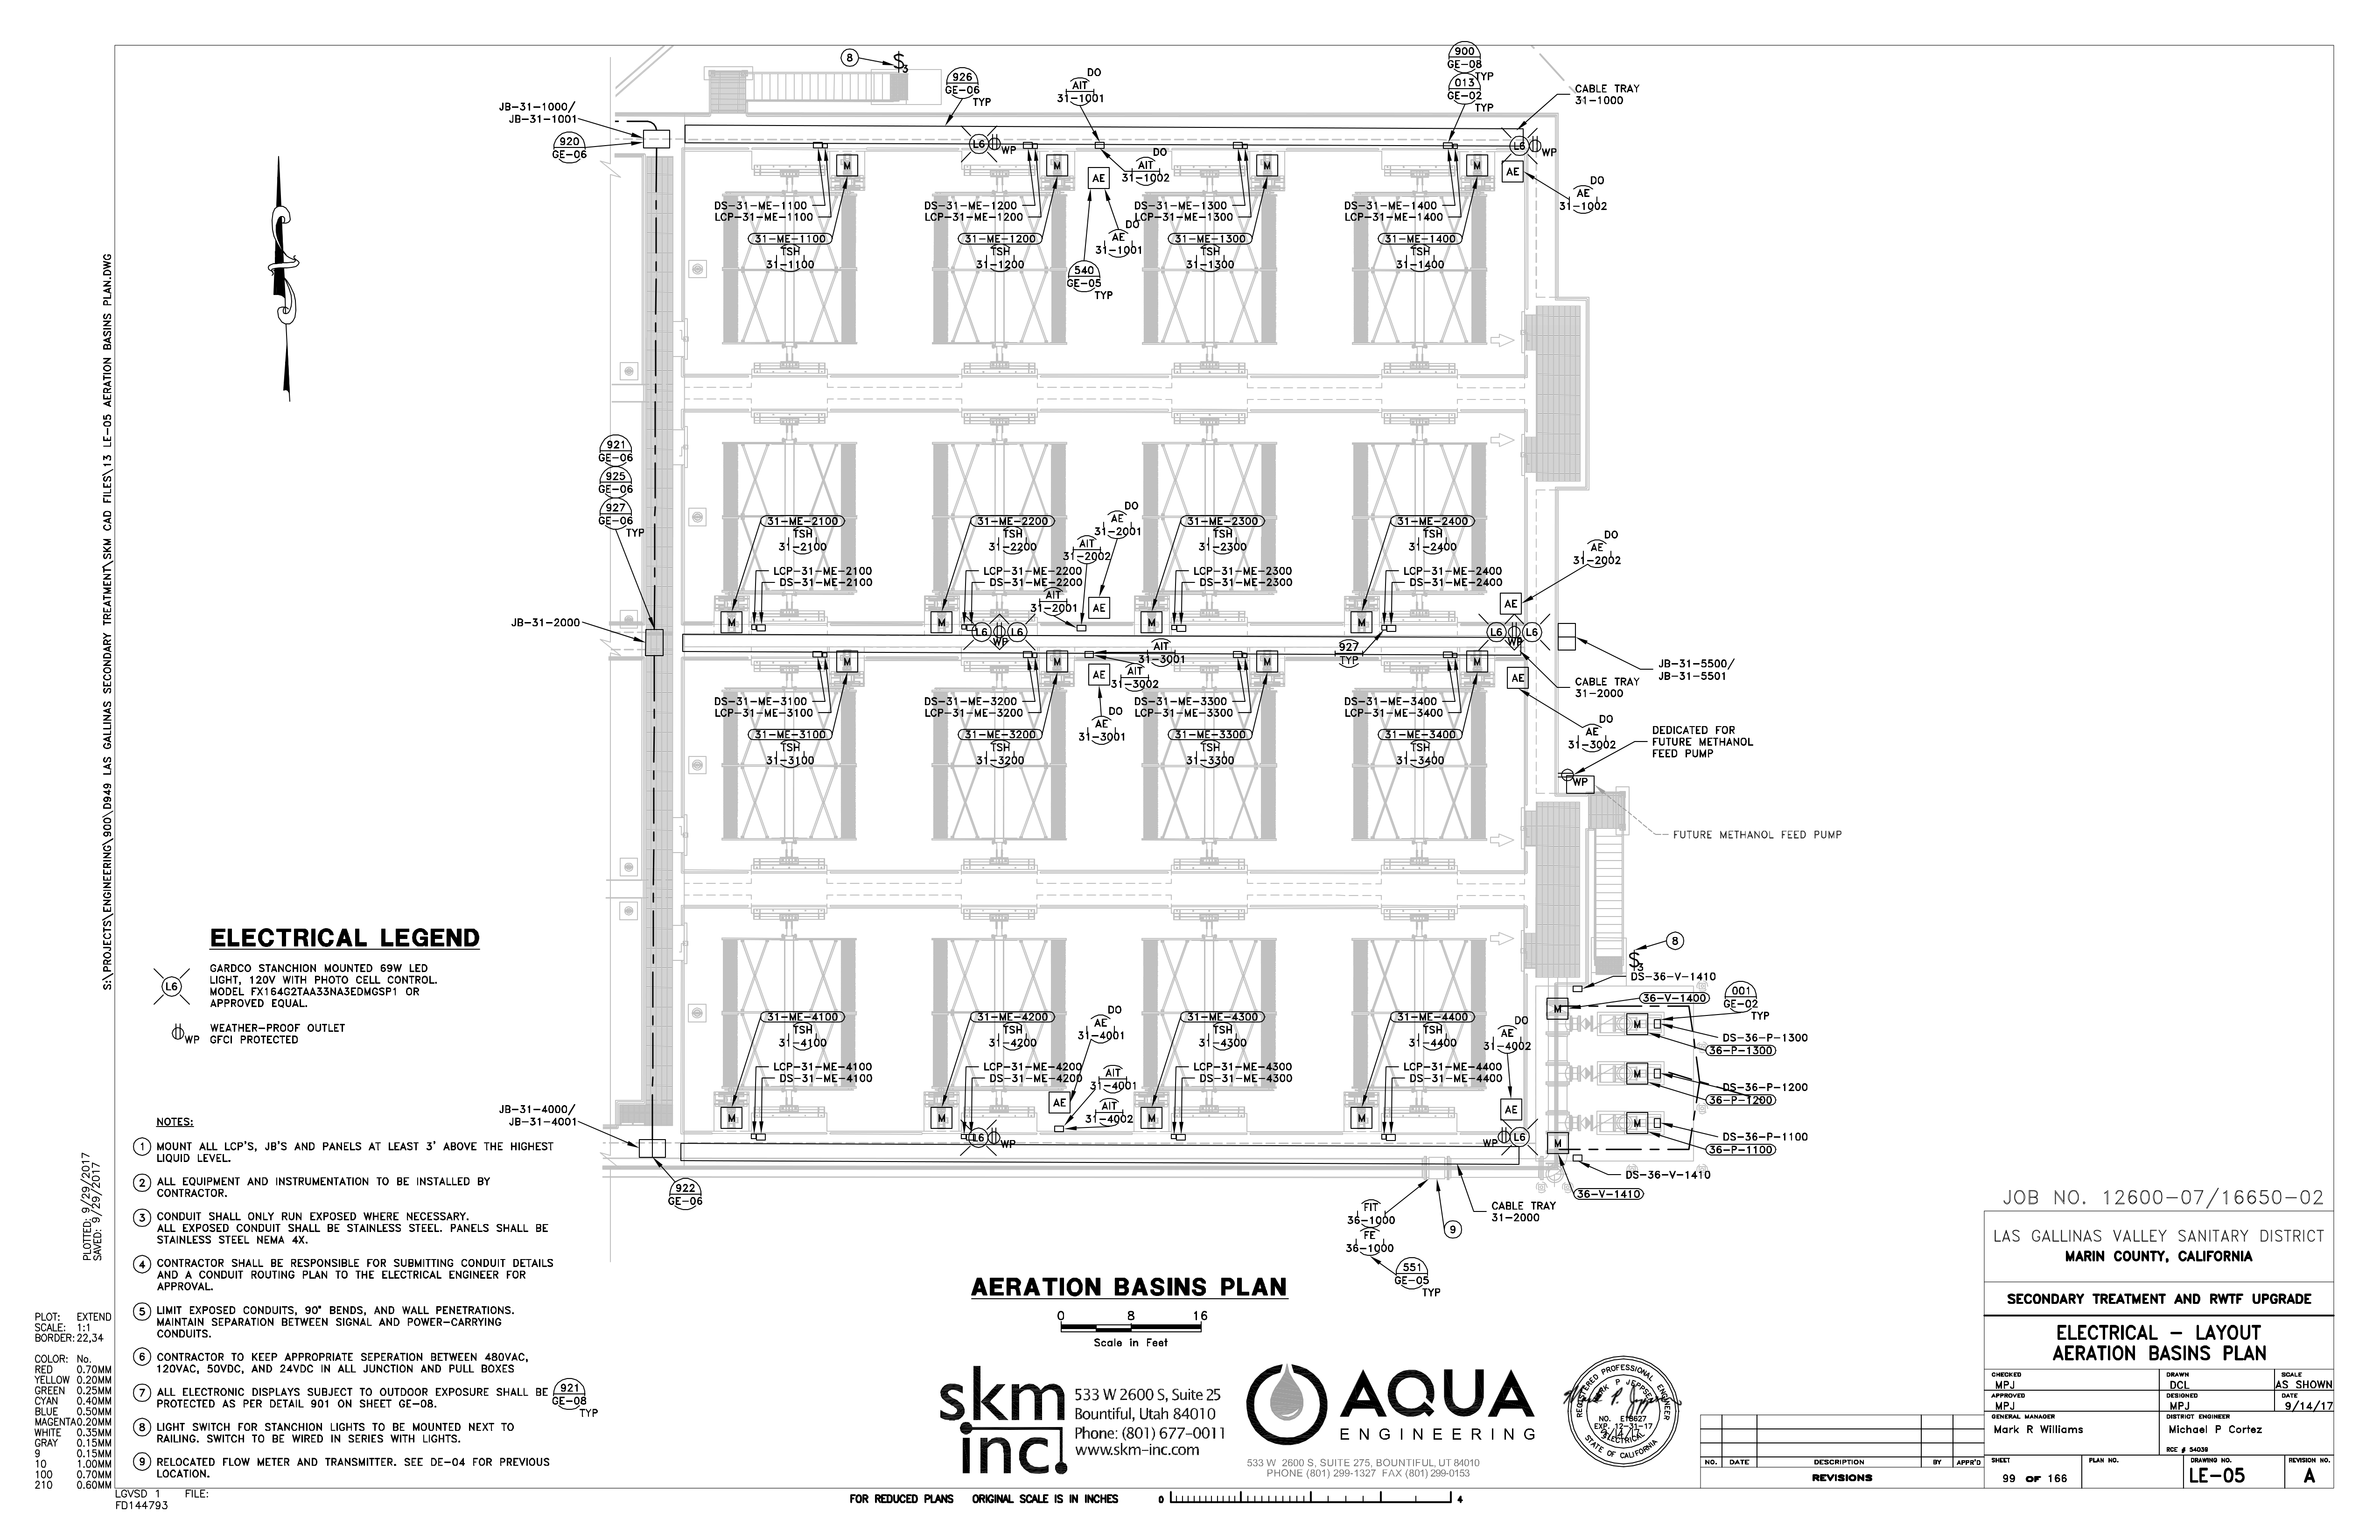 8
$
3
926
GE-06
TYP
DO
AIT
31-1001
900
GE-08
TYP
013
GE-02
TYP
CABLE TRAY
31-1000
JB-31-1000/
JB-31-1001
920
GE-06
L6
WP
DO
AIT
31-1002
L6
WP
M
M
AE
M
M
AE
DO
AE
31-1002
DS-31-ME-1100
LCP-31-ME-1100
DS-31-ME-1200
LCP-31-ME-1200
DS-31-ME-1300
LCP-31-ME-1300
DS-31-ME-1400
LCP-31-ME-1400
DO
AE
31-1001
31-ME-1100
TSH
31-1100
31-ME-1200
TSH
31-1200
31-ME-1300
TSH
31-1300
31-ME-1400
TSH
31-1400
540
GE-05
TYP
921
GE-06
925
GE-06
927
GE-06
TYP
31-ME-2100
TSH
31-2100
31-ME-2200
TSH
31-2200
31-ME-2300
TSH
31-2300
31-ME-2400
TSH
31-2400
DO
AE
31-2001
AIT
31-2002
DO
AE
31-2002
LCP-31-ME-2100
DS-31-ME-2100
LCP-31-ME-2200
DS-31-ME-2200
LCP-31-ME-2300
DS-31-ME-2300
LCP-31-ME-2400
DS-31-ME-2400
AIT
31-2001
AE
AE
JB-31-2000
M
M
M
M
L6
WP
L6
L6
WP
L6
927
TYP
AIT
31-3001
AIT
31-3002
M
M
AE
M
M
AE
JB-31-5500/
JB-31-5501
CABLE TRAY
31-2000
DS-31-ME-3100
LCP-31-ME-3100
DS-31-ME-3200
LCP-31-ME-3200
DS-31-ME-3300
LCP-31-ME-3300
DS-31-ME-3400
LCP-31-ME-3400
DO
AE
31-3001
DO
AE
31-3002
31-ME-3100
TSH
31-3100
31-ME-3200
TSH
31-3200
31-ME-3300
TSH
31-3300
31-ME-3400
TSH
31-3400
DEDICATED FOR
FUTURE METHANOL
FEED PUMP
WP
FUTURE METHANOL FEED PUMP
8
$
3
DS-36-V-1410
36-V-1400
001
GE-02
TYP
M
M
DS-36-P-1300
36-P-1300
M
DS-36-P-1200
36-P-1200
M
DS-36-P-1100
36-P-1100
M
DS-36-V-1410
36-V-1410
31-ME-4100
TSH
31-4100
31-ME-4200
TSH
31-4200
31-ME-4300
TSH
31-4300
31-ME-4400
TSH
31-4400
DO
AE
31-4001
DO
AE
31-4002
LCP-31-ME-4100
DS-31-ME-4100
LCP-31-ME-4200
DS-31-ME-4200
LCP-31-ME-4300
DS-31-ME-4300
LCP-31-ME-4400
DS-31-ME-4400
AIT
31-4001
AIT
31-4002
AE
AE
M
M
M
M
L6
WP
WP
L6
JB-31-4000/
JB-31-4001
922
GE-06
FIT
36-1000
FE
36-1000
9
551
GE-05
TYP
CABLE TRAY
31-2000
ELECTRICAL LEGEND
L6
GARDCO STANCHION MOUNTED 69W LED
LIGHT, 120V WITH PHOTO CELL CONTROL.
MODEL FX164G2TAA33NA3EDMGSP1 OR
APPROVED EQUAL.
WP
WEATHER-PROOF OUTLET
GFCI PROTECTED
NOTES:
1 MOUNT ALL LCP'S, JB'S AND PANELS AT LEAST 3' ABOVE THE HIGHEST
LIQUID LEVEL.
2 ALL EQUIPMENT AND INSTRUMENTATION TO BE INSTALLED BY
CONTRACTOR.
3 CONDUIT SHALL ONLY RUN EXPOSED WHERE NECESSARY.
ALL EXPOSED CONDUIT SHALL BE STAINLESS STEEL. PANELS SHALL BE
STAINLESS STEEL NEMA 4X.
4 CONTRACTOR SHALL BE RESPONSIBLE FOR SUBMITTING CONDUIT DETAILS
AND A CONDUIT ROUTING PLAN TO THE ELECTRICAL ENGINEER FOR
APPROVAL.
5 LIMIT EXPOSED CONDUITS, 90° BENDS, AND WALL PENETRATIONS.
MAINTAIN SEPARATION BETWEEN SIGNAL AND POWER-CARRYING
CONDUITS.
6 CONTRACTOR TO KEEP APPROPRIATE SEPERATION BETWEEN 480VAC,
120VAC, 50VDC, AND 24VDC IN ALL JUNCTION AND PULL BOXES
7 ALL ELECTRONIC DISPLAYS SUBJECT TO OUTDOOR EXPOSURE SHALL BE
PROTECTED AS PER DETAIL 901 ON SHEET GE-08.
921
GE-08
TYP
8 LIGHT SWITCH FOR STANCHION LIGHTS TO BE MOUNTED NEXT TO
RAILING. SWITCH TO BE WIRED IN SERIES WITH LIGHTS.
9 RELOCATED FLOW METER AND TRANSMITTER. SEE DE-04 FOR PREVIOUS
LOCATION.
S:\PROJECTS\ENGINEERING\900\D949 LAS GALLINAS SECONDARY TREATMENT\SKM CAD FILES\13 LE-05 AERATION BASINS PLAN.DWG
PLOTTED: 9/29/2017
SAVED: 9/29/2017
PLOT: EXTEND
SCALE: 1:1
BORDER: 22,34
COLOR: No.
RED 0.70MM
YELLOW 0.20MM
GREEN 0.25MM
CYAN 0.40MM
BLUE 0.50MM
MAGENTA0.20MM
WHITE 0.35MM
GRAY 0.15MM
9 0.15MM
10 1.00MM
100 0.70MM
210 0.60MM
LGVSD 1 FILE:
FD144793
AERATION BASINS PLAN
0 8 16
Scale in Feet
skm
inc.
533 W 2600 S, Suite 25
Bountiful, Utah 84010
Phone: (801) 677-0011
www.skm-inc.com
AQUA
ENGINEERING
533 W 2600 S, SUITE 275, BOUNTIFUL, UT 84010
PHONE (801) 299-1327 FAX (801) 299-0153
REGISTERED PROFESSIONAL ENGINEER
MARK P JEPPSEN
NO. E18627
EXP. 12-31-17
ELECTRICAL
STATE OF CALIFORNIA
FOR REDUCED PLANS ORIGINAL SCALE IS IN INCHES
0 4
JOB NO. 12600-07/16650-02
LAS GALLINAS VALLEY SANITARY DISTRICT
MARIN COUNTY, CALIFORNIA
SECONDARY TREATMENT AND RWTF UPGRADE
ELECTRICAL - LAYOUT
AERATION BASINS PLAN
CHECKED
MPJ
DRAWN
DCL
SCALE
AS SHOWN
APPROVED
MPJ
DESIGNED
MPJ
DATE
9/14/17
GENERAL MANAGER
Mark R Williams
DISTRICT ENGINEER
Michael P Cortez
RCE # 54039
NO. DATE DESCRIPTION BY APPR'D
REVISIONS
SHEET
99 OF 166
PLAN NO.
DRAWING NO.
LE-05
REVISION NO.
A